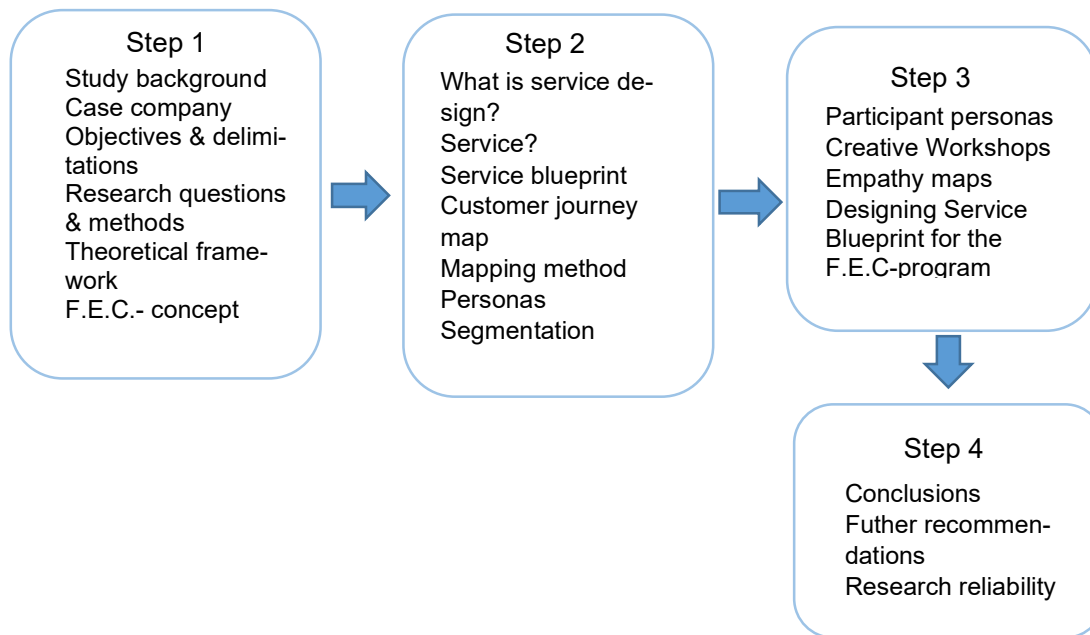 Step 1
Study background
Case company
Objectives & delimi-
tations
Research questions
& methods
Theoretical frame-
work
F.E.C.- concept
Step 2
What is service de-
sign?
Service?
Service blueprint
Customer journey
map
Mapping method
Personas
Segmentation
Step 3
Participant personas
Creative Workshops
Empathy maps
Designing Service
Blueprint for the
F.E.C-program
Step 4
Conclusions
Futher recommen-
dations
Research reliability